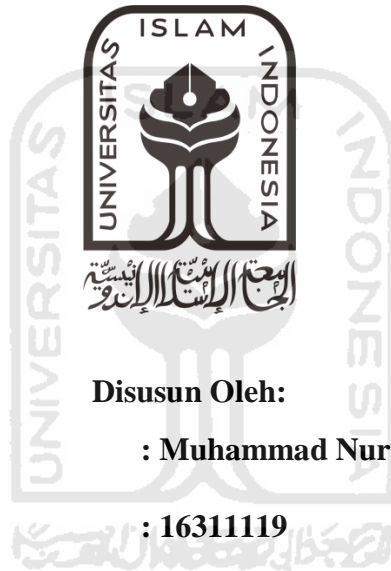 UNIVERSITAS ISLAM INDONESIA
الجامعة الإسلامية الإندونيسية
Disusun Oleh:
: Muhammad Nur
: 16311119